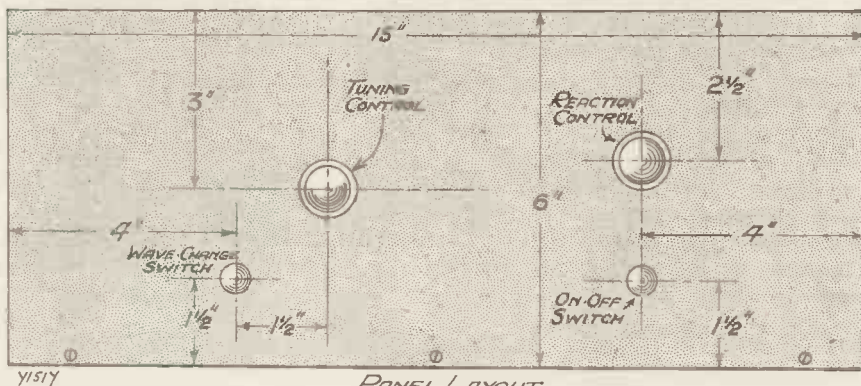 15"
3"
TUNING
CONTROL
REACTION
CONTROL
2½"
6"
4"
WAVE CHANGE
SWITCH
4"
1½"
1½"
ON-OFF
SWITCH
1½"
Y151Y
PANEL LAYOUT